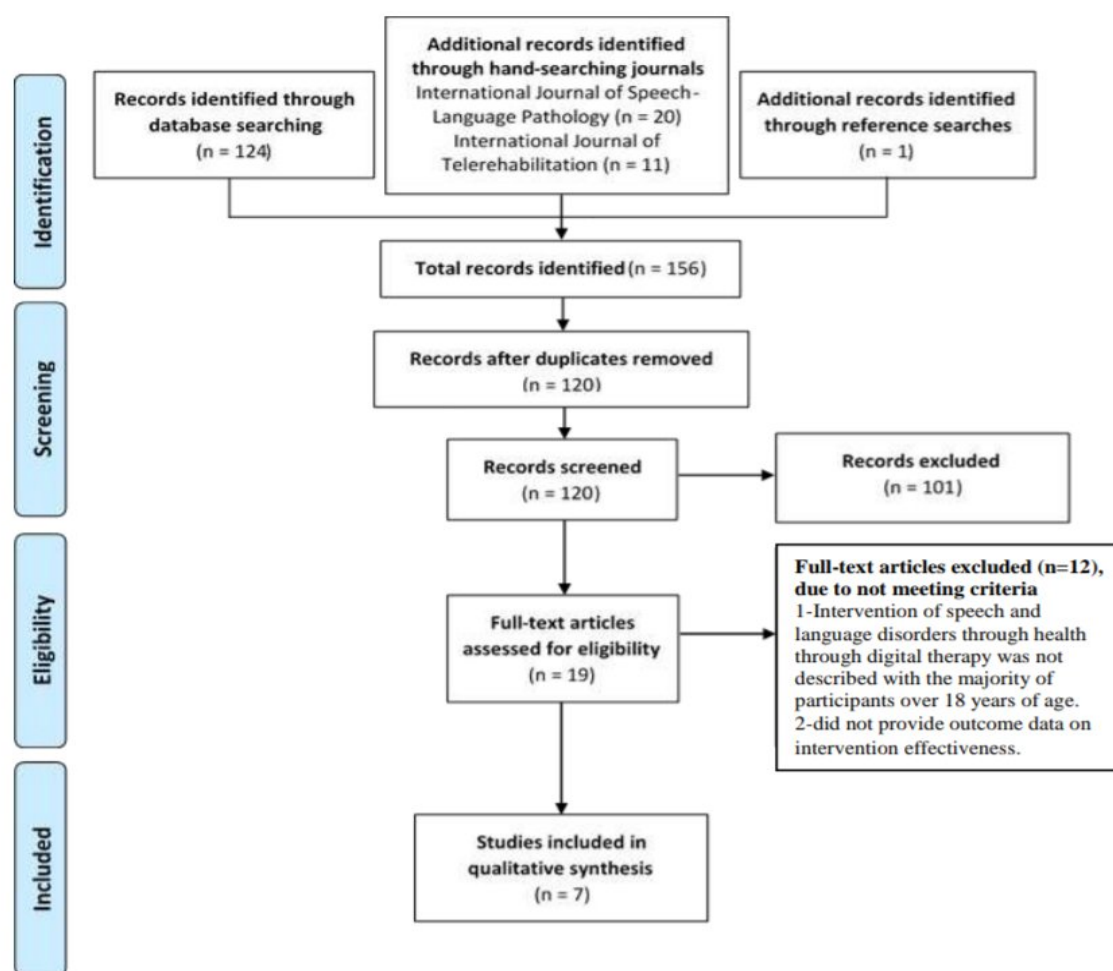 Identification
Records identified through
database searching
(n = 124)
Additional records identified
through hand-searching journals
International Journal of Speech-
Language Pathology (n = 20)
International Journal of
Telerehabilitation (n = 11)
Additional records identified
through reference searches
(n = 1)
Total records identified (n = 156)
Screening
Records after duplicates removed
(n = 120)
Records screened
(n = 120)
Records excluded
(n = 101)
Eligibility
Full-text articles
assessed for eligibility
(n = 19)
Full-text articles excluded (n=12),
due to not meeting criteria
1-Intervention of speech and
language disorders through health
through digital therapy was not
described with the majority of
participants over 18 years of age.
2-did not provide outcome data on
intervention effectiveness.
Included
Studies included in
qualitative synthesis
(n = 7)